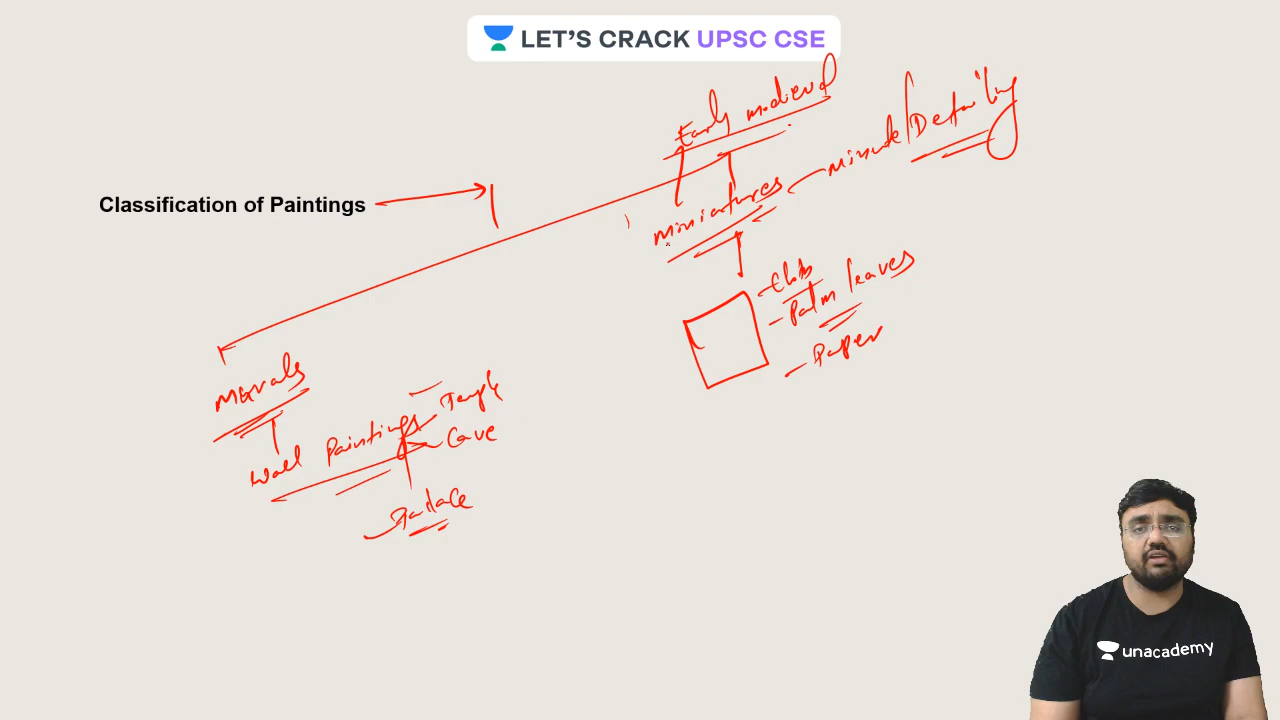 LET'S CRACK UPSC CSE
Early medieval
minute/Detailing
Classification of Paintings
miniatures
cloth
Palm leaves
Paper
Murals
Wall Paintings
Temple
Cave
Palace
unacademy